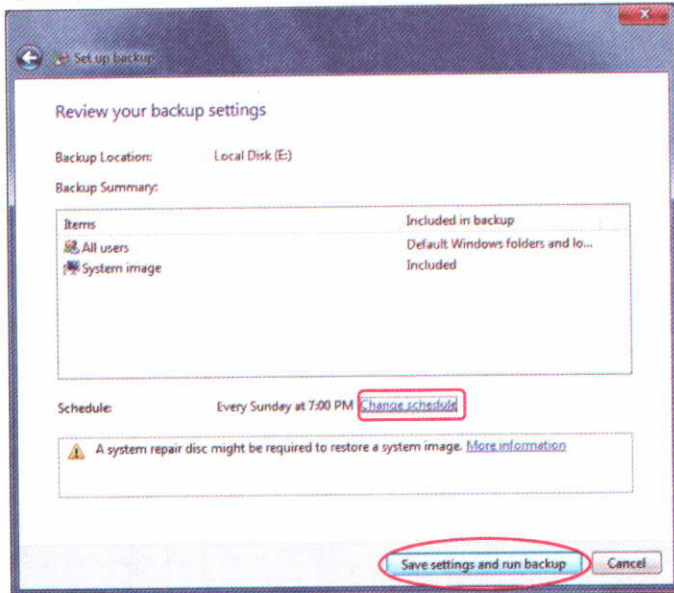 Set up backup
Review your backup settings
Backup Location: Local Disk (E:)
Backup Summary:
Items Included in backup
All users Default Windows folders and lo...
System image Included
Schedule: Every Sunday at 7:00 PM Change schedule
A system repair disc might be required to restore a system image. More information
Save settings and run backup Cancel